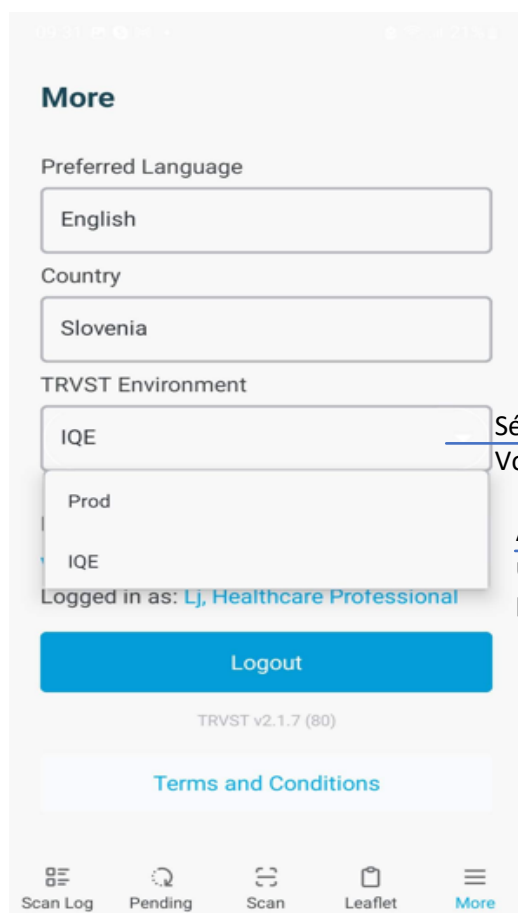 More
Preferred Language
English
Country
Slovenia
TRVST Environment
IQE
Prod
IQE
Logged in as: Lj, Healthcare Professional
Logout
TRVST v2.1.7 (80)
Terms and Conditions
Scan Log Pending Scan Leaflet More